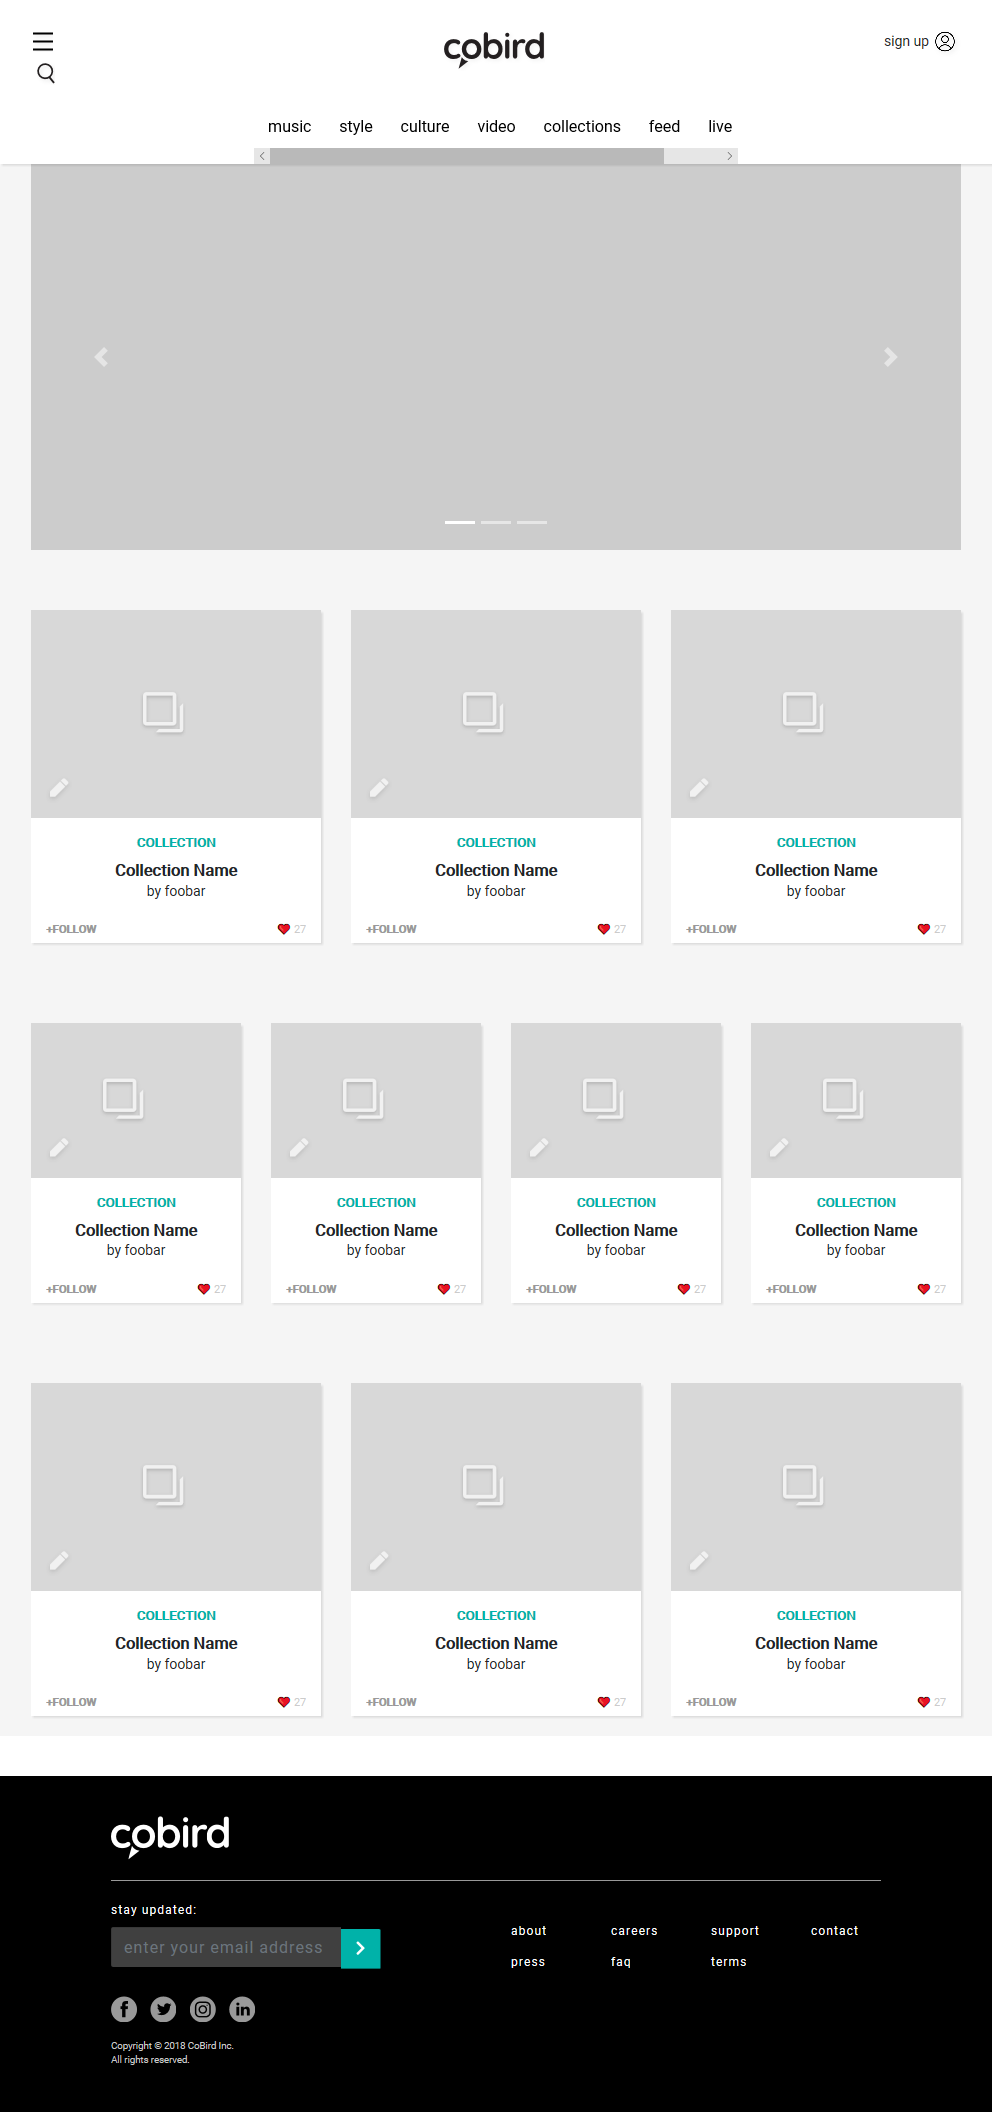 cobird
sign up
music style culture video collections feed live
COLLECTION COLLECTION COLLECTION
Collection Name Collection Name Collection Name
by foobar by foobar by foobar
+FOLLOW 27 +FOLLOW 27 +FOLLOW 27
COLLECTION COLLECTION COLLECTION COLLECTION
Collection Name Collection Name Collection Name Collection Name
by foobar by foobar by foobar by foobar
+FOLLOW 27 +FOLLOW 27 +FOLLOW 27 +FOLLOW 27
COLLECTION COLLECTION COLLECTION
Collection Name Collection Name Collection Name
by foobar by foobar by foobar
+FOLLOW 27 +FOLLOW 27 +FOLLOW 27
cobird
stay updated:
enter your email address
about careers support contact
press faq terms
Copyright © 2018 CoBird Inc.
All rights reserved.